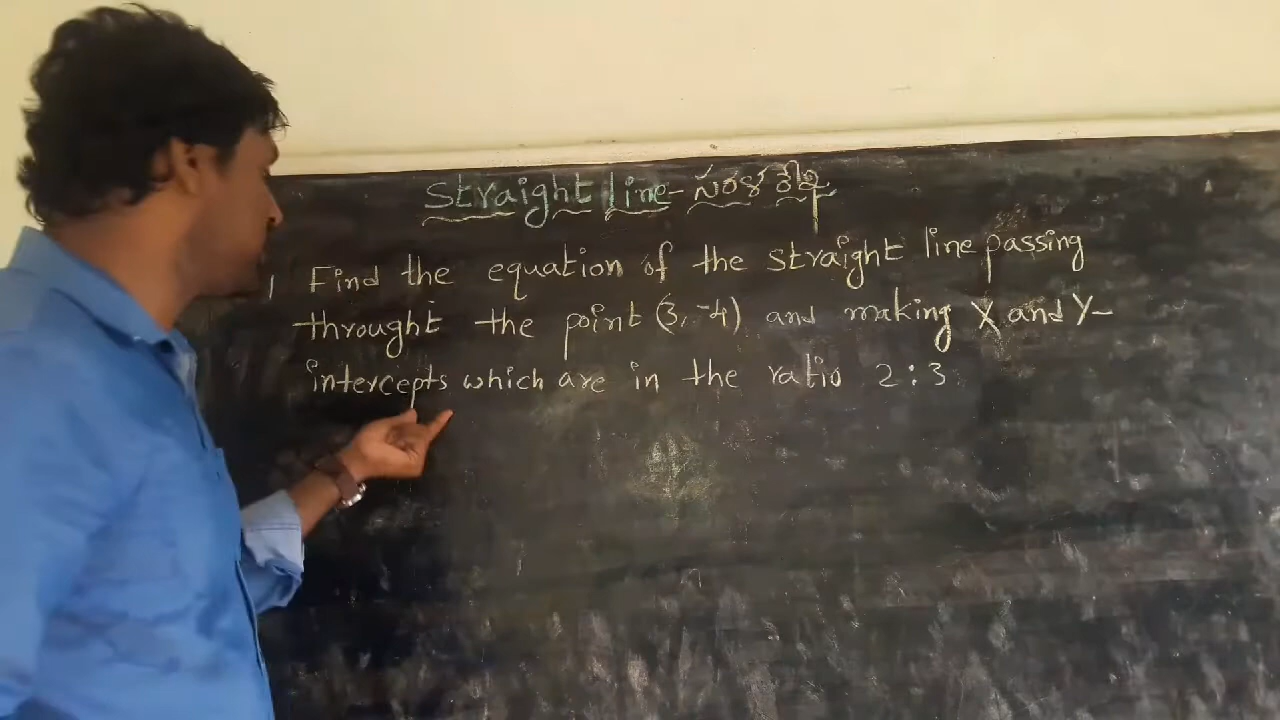 Straight line - సరళ రేఖ
1 Find the equation of the straight line passing
throught the point (3, -4) and making X and Y-
intercepts which are in the ratio 2:3